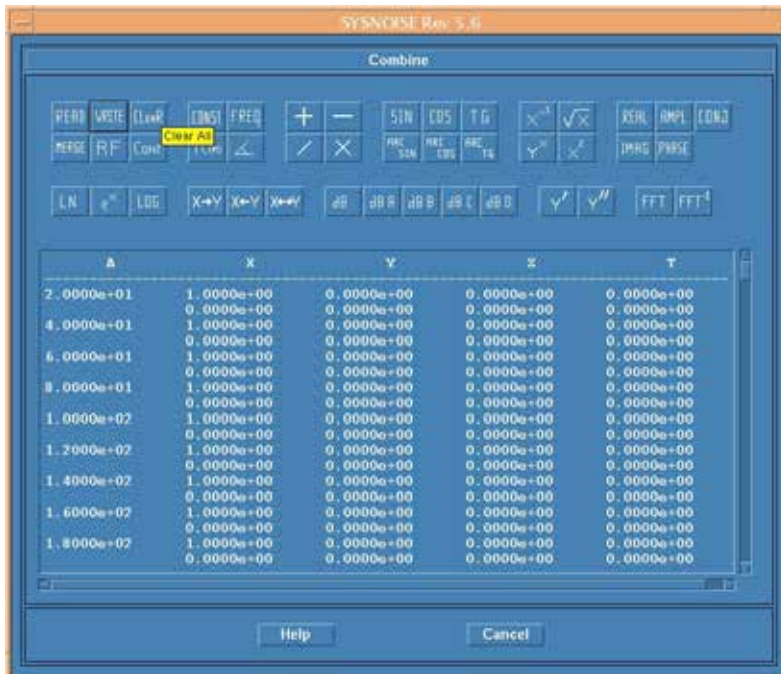 SYSNOISE Rev 5.6
Combine
READ WRITE CLeaR CONST FREQ + − SIN COS TG X⁻¹ √X REAL AMPL CONJ
Clear All
MERGE RF Conf ∠ / × ARC SIN ARC COS ARC TG IMAG PHASE
LN eˣ LOG X→Y X←Y X↔Y dB dB A dB B dB C dB D Y′ Y″ FFT FFT⁻¹
A X Y Z T
2.0000e+01 1.0000e+00 0.0000e+00 0.0000e+00 0.0000e+00
0.0000e+00 0.0000e+00 0.0000e+00 0.0000e+00
4.0000e+01 1.0000e+00 0.0000e+00 0.0000e+00 0.0000e+00
0.0000e+00 0.0000e+00 0.0000e+00 0.0000e+00
6.0000e+01 1.0000e+00 0.0000e+00 0.0000e+00 0.0000e+00
0.0000e+00 0.0000e+00 0.0000e+00 0.0000e+00
8.0000e+01 1.0000e+00 0.0000e+00 0.0000e+00 0.0000e+00
0.0000e+00 0.0000e+00 0.0000e+00 0.0000e+00
1.0000e+02 1.0000e+00 0.0000e+00 0.0000e+00 0.0000e+00
0.0000e+00 0.0000e+00 0.0000e+00 0.0000e+00
1.2000e+02 1.0000e+00 0.0000e+00 0.0000e+00 0.0000e+00
0.0000e+00 0.0000e+00 0.0000e+00 0.0000e+00
1.4000e+02 1.0000e+00 0.0000e+00 0.0000e+00 0.0000e+00
0.0000e+00 0.0000e+00 0.0000e+00 0.0000e+00
1.6000e+02 1.0000e+00 0.0000e+00 0.0000e+00 0.0000e+00
0.0000e+00 0.0000e+00 0.0000e+00 0.0000e+00
1.8000e+02 1.0000e+00 0.0000e+00 0.0000e+00 0.0000e+00
0.0000e+00 0.0000e+00 0.0000e+00 0.0000e+00
Help Cancel